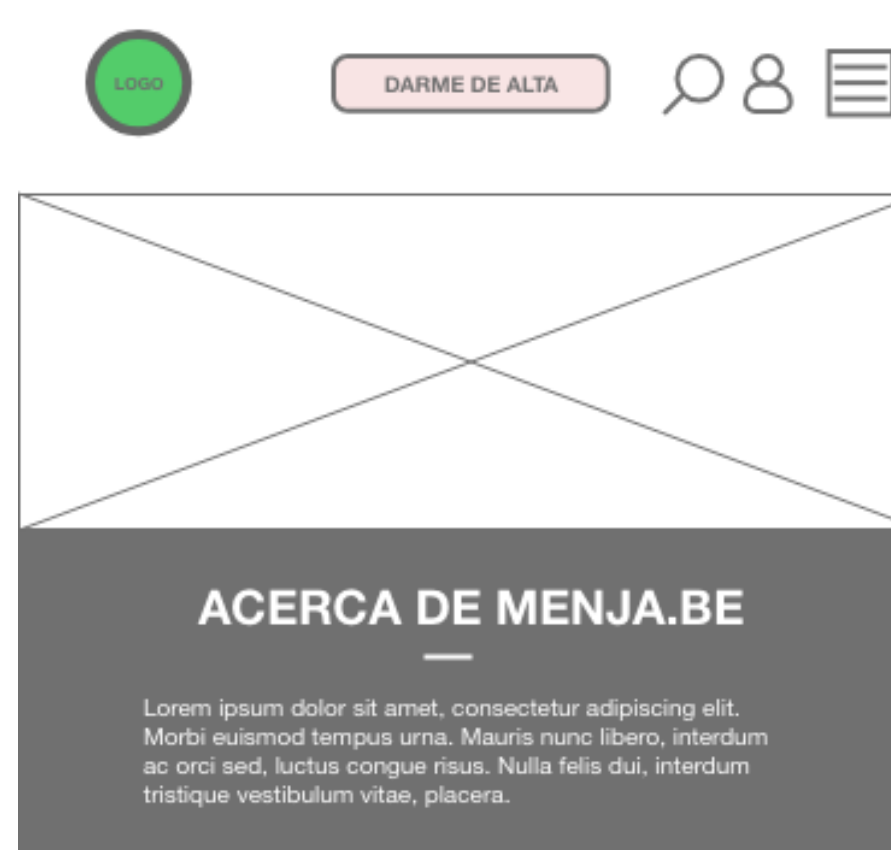 LOGO
DARME DE ALTA
ACERCA DE MENJA.BE
Lorem ipsum dolor sit amet, consectetur adipiscing elit.
Morbi euismod tempus urna. Mauris nunc libero, interdum
ac orci sed, luctus congue risus. Nulla felis dui, interdum
tristique vestibulum vitae, placera.